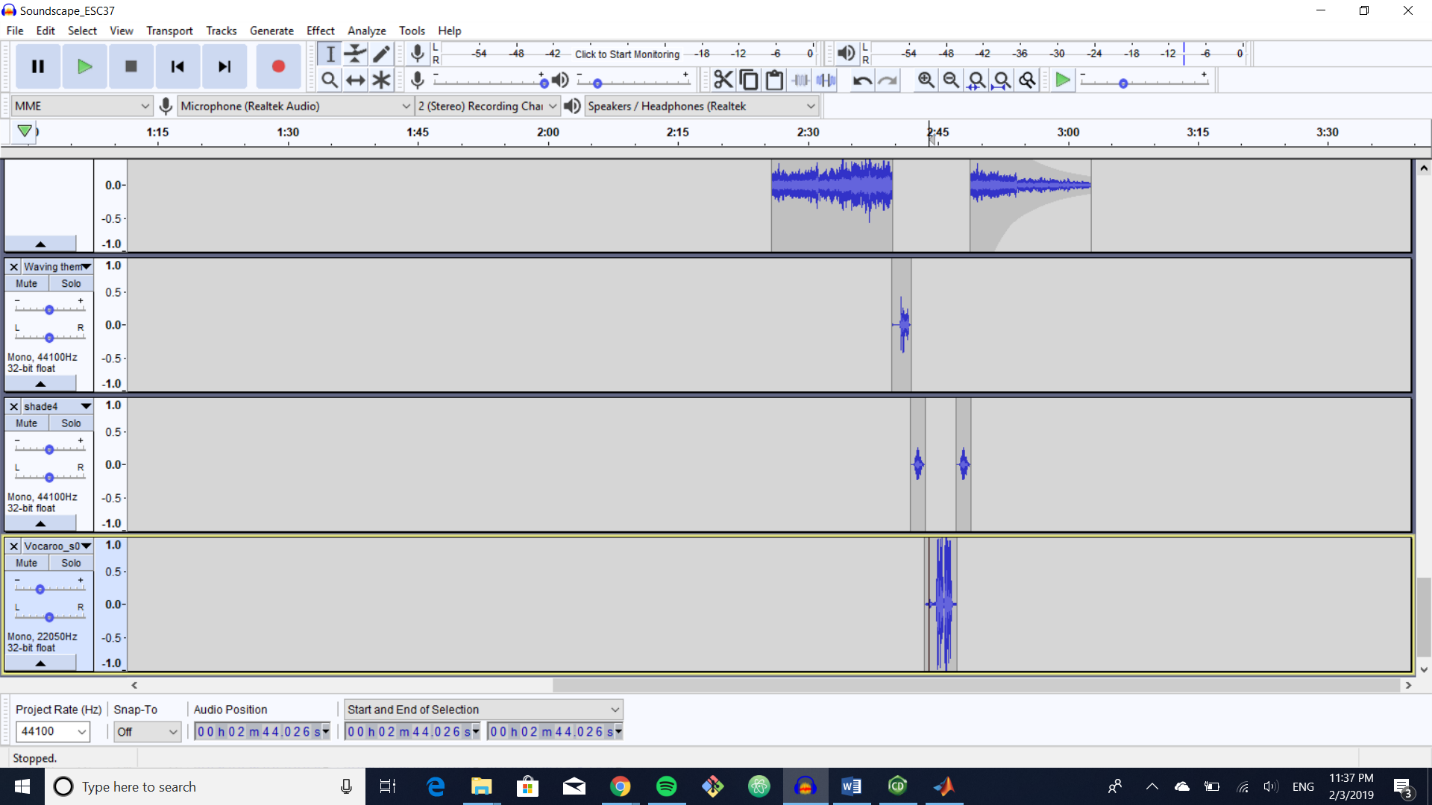 Soundscape_ESC37
File Edit Select View Transport Tracks Generate Effect Analyze Tools Help
L R -54 -48 -42 Click to Start Monitoring -18 -12 -6 0 L R -54 -48 -42 -36 -30 -24 -18 -12 -6 0
- + - + - +
MME Microphone (Realtek Audio) 2 (Stereo) Recording Chai Speakers / Headphones (Realtek
1:15 1:30 1:45 2:00 2:15 2:30 2:45 3:00 3:15 3:30
0.0
-0.5
-1.0
Waving them 1.0
Mute Solo
0.5
- +
L R 0.0
Mono, 44100Hz -0.5
32-bit float
-1.0
shade4 1.0
Mute Solo
0.5
- +
L R 0.0
Mono, 44100Hz -0.5
32-bit float
-1.0
Vocaroo_s0 1.0
Mute Solo
0.5
- +
L R 0.0
Mono, 22050Hz -0.5
32-bit float
-1.0
Project Rate (Hz) Snap-To Audio Position Start and End of Selection
44100 Off 00 h 02 m 44.026 s 00 h 02 m 44.026 s 00 h 02 m 44.026 s
Stopped.
Type here to search ENG 11:37 PM
2/3/2019 3